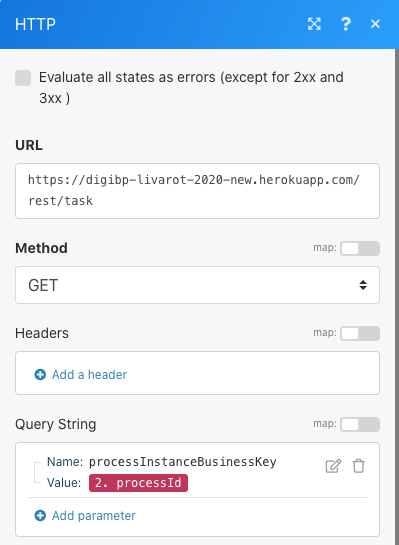 HTTP
Evaluate all states as errors (except for 2xx and
3xx )
URL
https://digibp-livarot-2020-new.herokuapp.com/
rest/task
Method map:
GET
Headers map:
Add a header
Query String map:
Name: processInstanceBusinessKey
Value: 2. processId
Add parameter